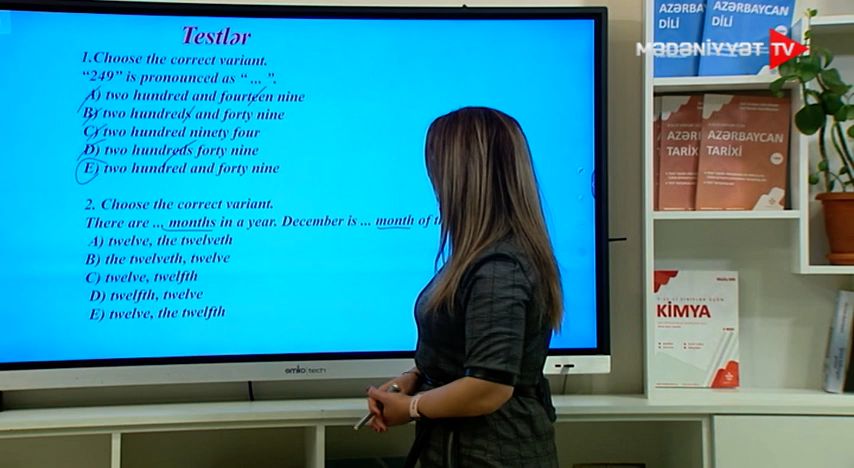 Testlər
1.Choose the correct variant.
"249" is pronounced as " ... ".
A) two hundred and fourteen nine
B) two hundreds and forty nine
C) two hundred ninety four
D) two hundreds forty nine
E) two hundred and forty nine
2. Choose the correct variant.
There are ... months in a year. December is ... month of
A) twelve, the twelveth
B) the twelveth, twelve
C) twelve, twelfth
D) twelfth, twelve
E) twelve, the twelfth
emko tech
MƏDƏNİYYƏT TV
AZƏRBA
DİLİ
AZƏRBAYCAN
DİLİ
AZƏR
TARİX
AZƏRBAYCAN
TARİXİ
KİMYA